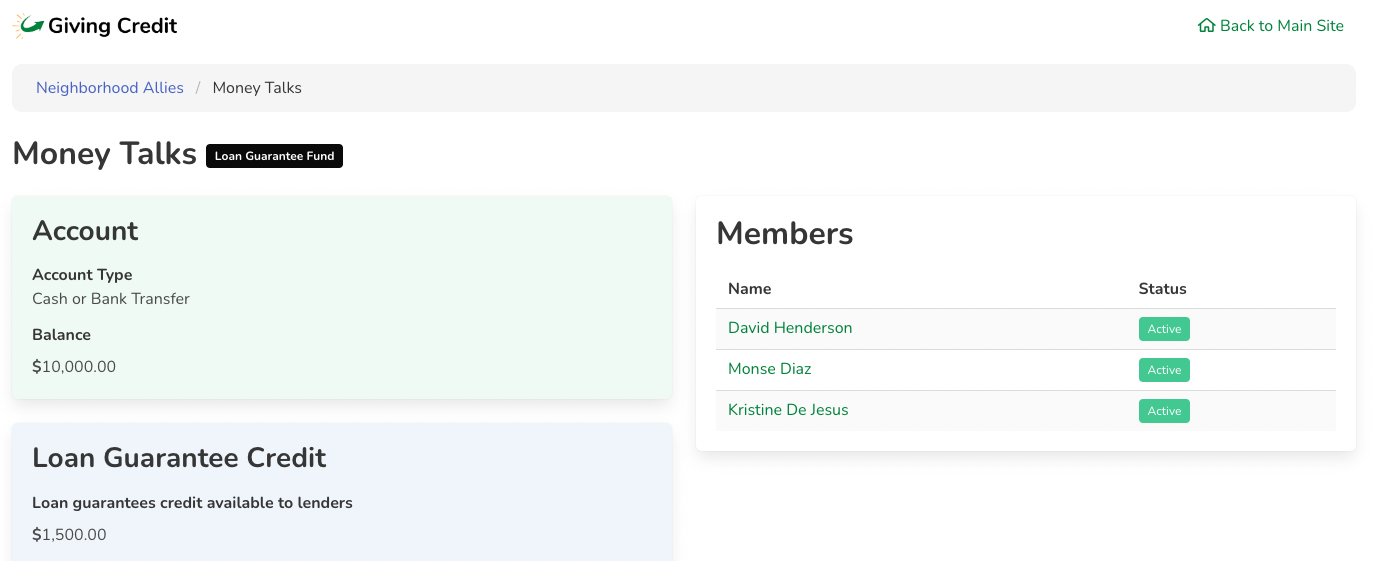 Giving Credit
Back to Main Site
Neighborhood Allies / Money Talks
Money Talks Loan Guarantee Fund
Account
Account Type
Cash or Bank Transfer
Balance
$10,000.00
Loan Guarantee Credit
Loan guarantees credit available to lenders
$1,500.00
Members
Name Status
David Henderson Active
Monse Diaz Active
Kristine De Jesus Active